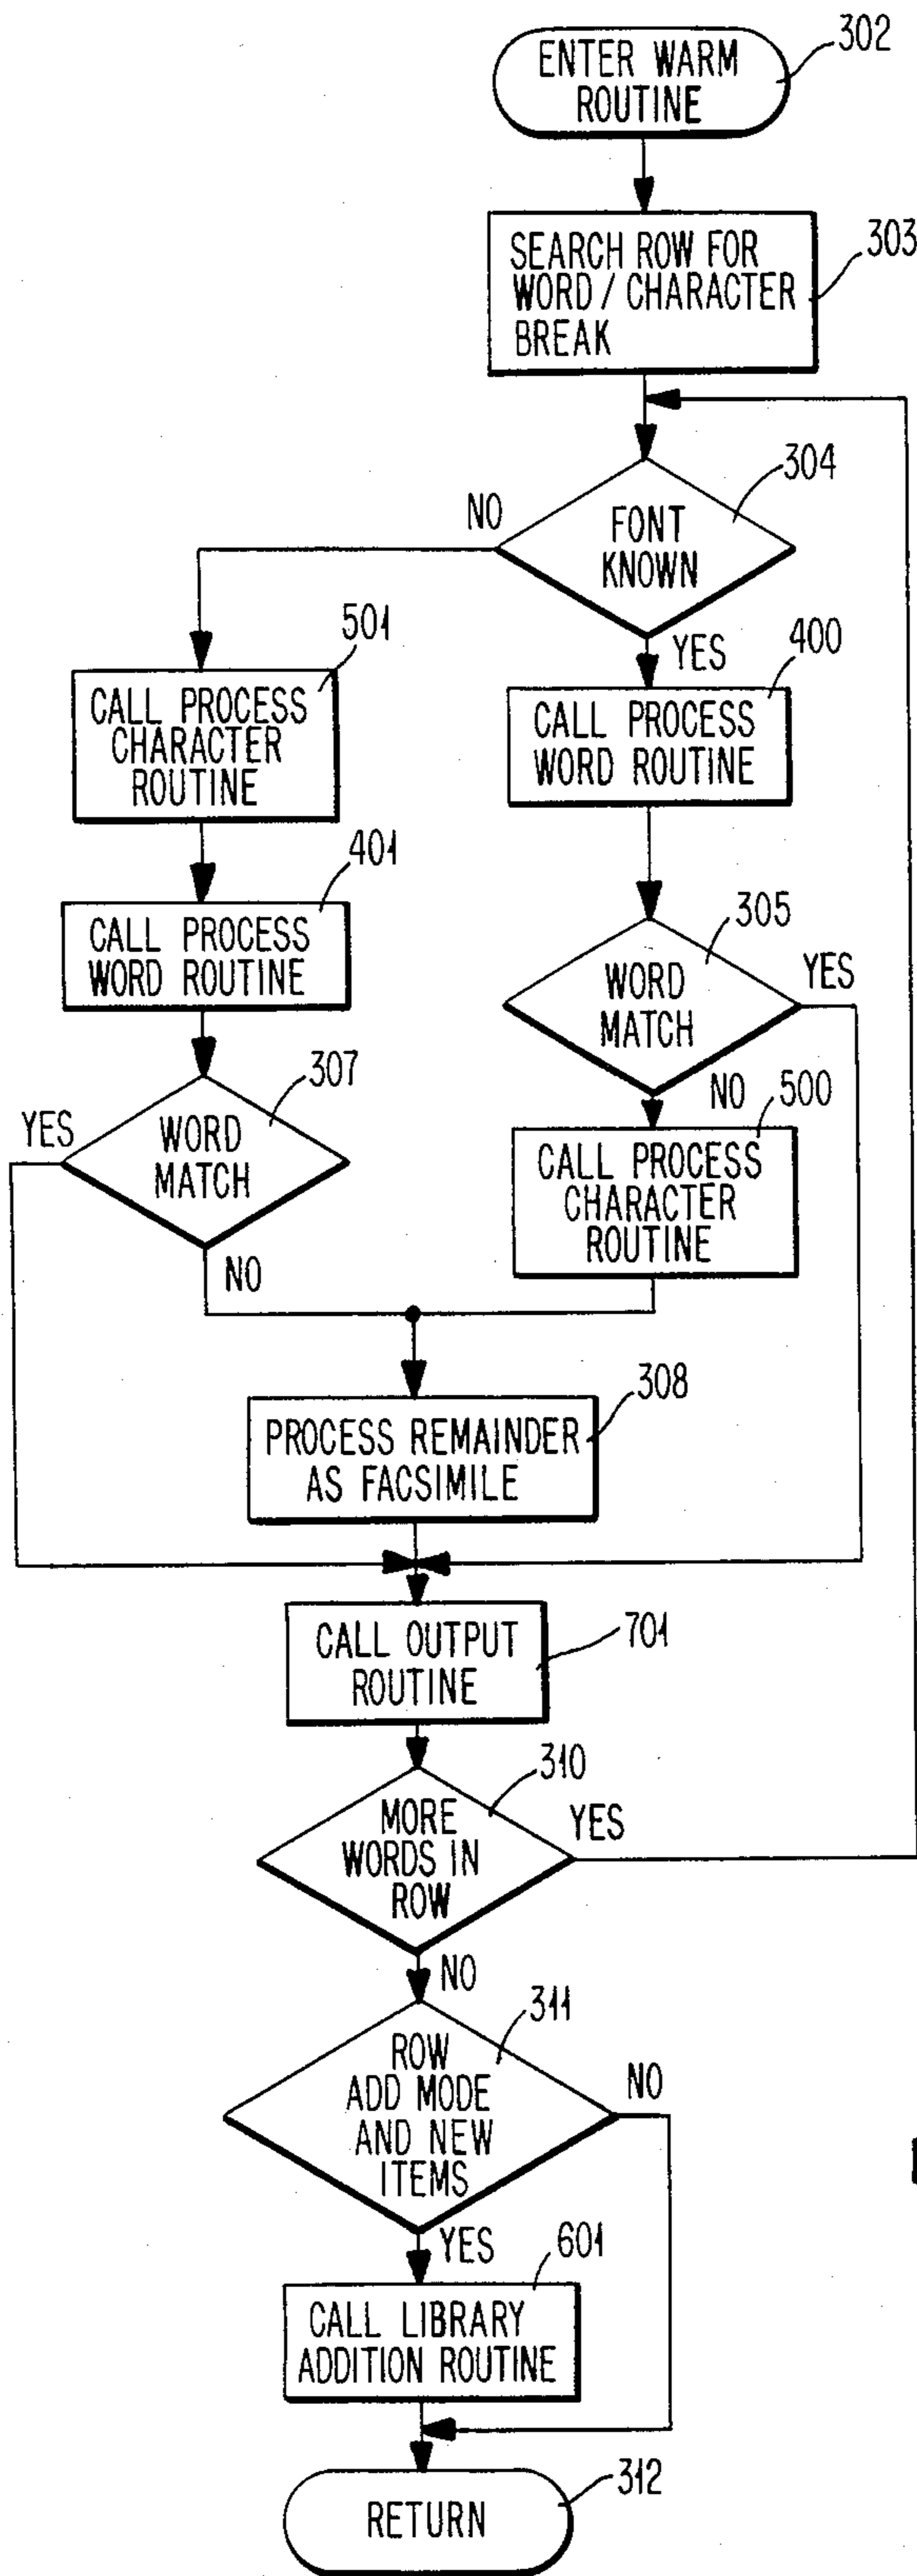 302
ENTER WARM
ROUTINE
303
SEARCH ROW FOR
WORD / CHARACTER
BREAK
304
NO
FONT
KNOWN
YES
501
400
CALL PROCESS
CHARACTER
ROUTINE
CALL PROCESS
WORD ROUTINE
401
305
CALL PROCESS
WORD ROUTINE
WORD
MATCH
YES
307
NO
500
YES
WORD
MATCH
CALL PROCESS
CHARACTER
ROUTINE
NO
308
PROCESS REMAINDER
AS FACSIMILE
701
CALL OUTPUT
ROUTINE
310
MORE
WORDS IN
ROW
YES
NO
311
ROW
ADD MODE
AND NEW
ITEMS
NO
YES
601
CALL LIBRARY
ADDITION ROUTINE
312
RETURN